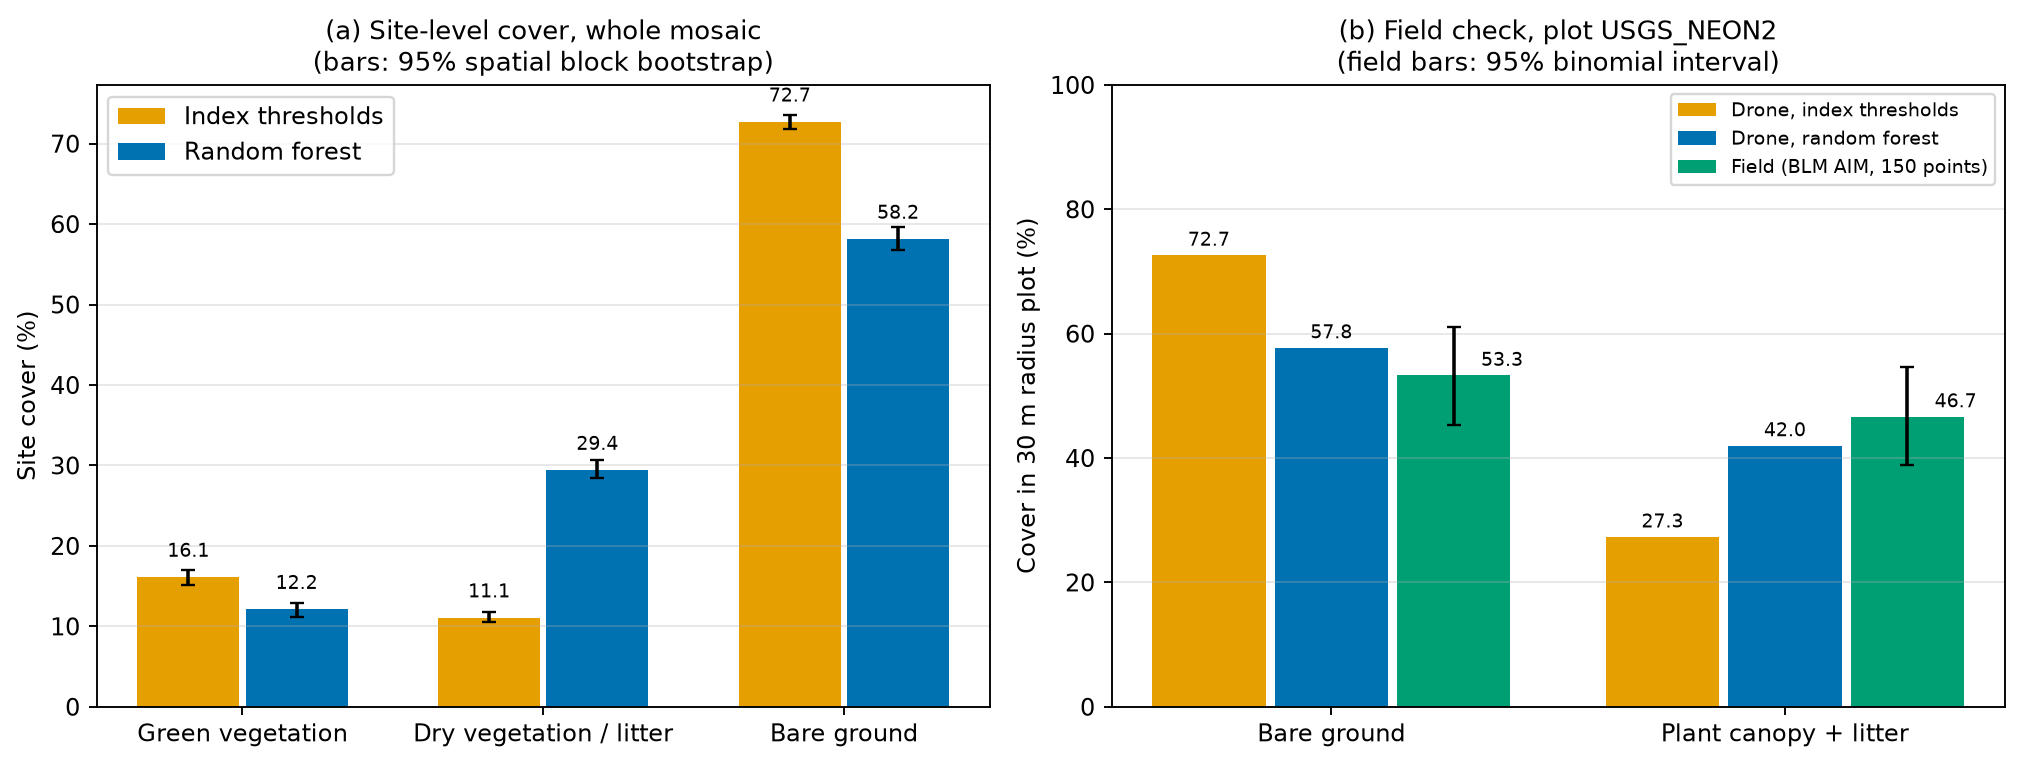 (a) Site-level cover, whole mosaic
(bars: 95% spatial block bootstrap)
Index thresholds
Random forest
Site cover (%)
70
60
50
40
30
20
10
0
16.1
12.2
11.1
29.4
72.7
58.2
Green vegetation
Dry vegetation / litter
Bare ground
(b) Field check, plot USGS_NEON2
(field bars: 95% binomial interval)
Drone, index thresholds
Drone, random forest
Field (BLM AIM, 150 points)
Cover in 30 m radius plot (%)
100
80
60
40
20
0
72.7
57.8
53.3
27.3
42.0
46.7
Bare ground
Plant canopy + litter